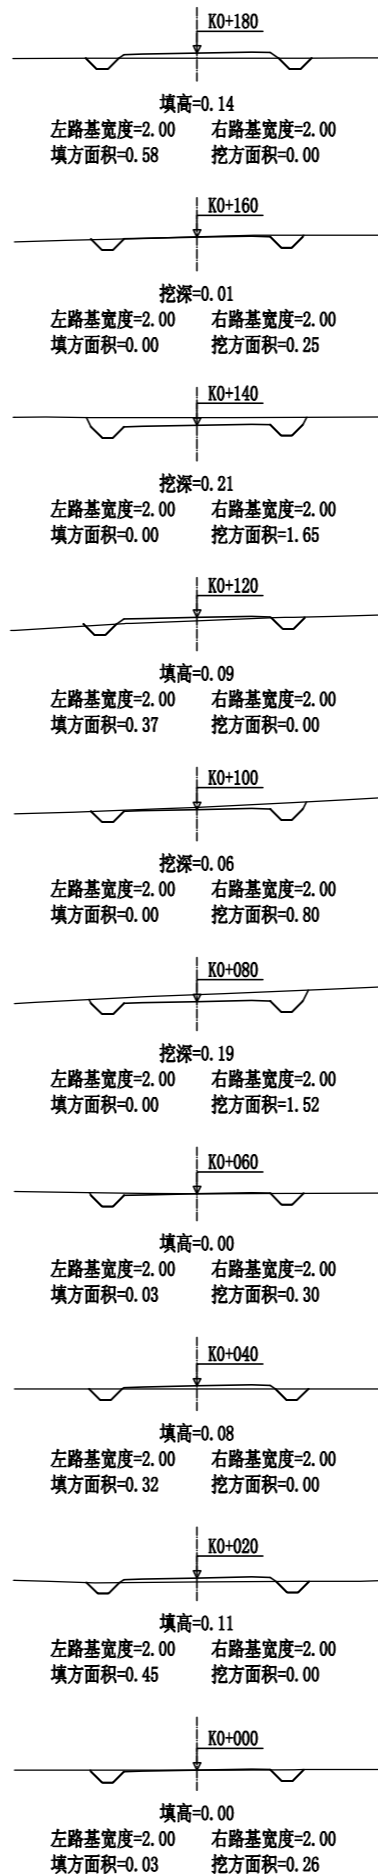 K0+180
填高=0.14
左路基宽度=2.00 右路基宽度=2.00
填方面积=0.58 挖方面积=0.00
K0+160
挖深=0.01
左路基宽度=2.00 右路基宽度=2.00
填方面积=0.00 挖方面积=0.25
K0+140
挖深=0.21
左路基宽度=2.00 右路基宽度=2.00
填方面积=0.00 挖方面积=1.65
K0+120
填高=0.09
左路基宽度=2.00 右路基宽度=2.00
填方面积=0.37 挖方面积=0.00
K0+100
挖深=0.06
左路基宽度=2.00 右路基宽度=2.00
填方面积=0.00 挖方面积=0.80
K0+080
挖深=0.19
左路基宽度=2.00 右路基宽度=2.00
填方面积=0.00 挖方面积=1.52
K0+060
填高=0.00
左路基宽度=2.00 右路基宽度=2.00
填方面积=0.03 挖方面积=0.30
K0+040
填高=0.08
左路基宽度=2.00 右路基宽度=2.00
填方面积=0.32 挖方面积=0.00
K0+020
填高=0.11
左路基宽度=2.00 右路基宽度=2.00
填方面积=0.45 挖方面积=0.00
K0+000
填高=0.00
左路基宽度=2.00 右路基宽度=2.00
填方面积=0.03 挖方面积=0.26